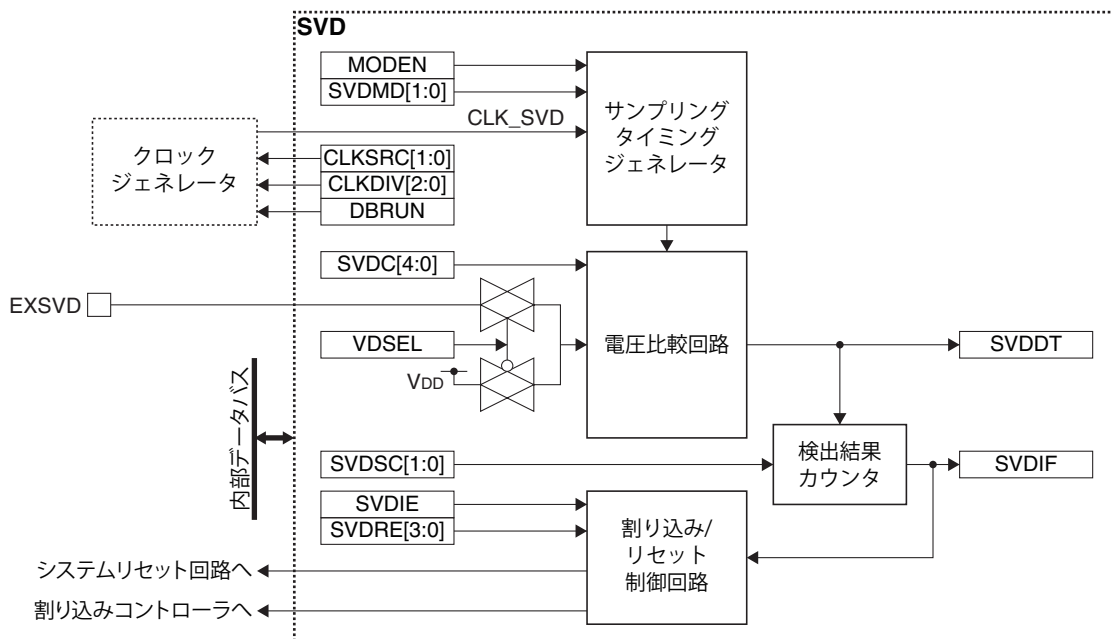 SVD
MODEN
SVDMD[1:0]
CLK_SVD
サンプリング
タイミング
ジェネレータ
クロック
ジェネレータ
CLKSRC[1:0]
CLKDIV[2:0]
DBRUN
SVDC[4:0]
EXSVD
VDSEL
VDD
電圧比較回路
SVDDT
内部データバス
SVDSC[1:0]
検出結果
カウンタ
SVDIF
SVDIE
SVDRE[3:0]
割り込み/
リセット
制御回路
システムリセット回路へ
割り込みコントローラへ